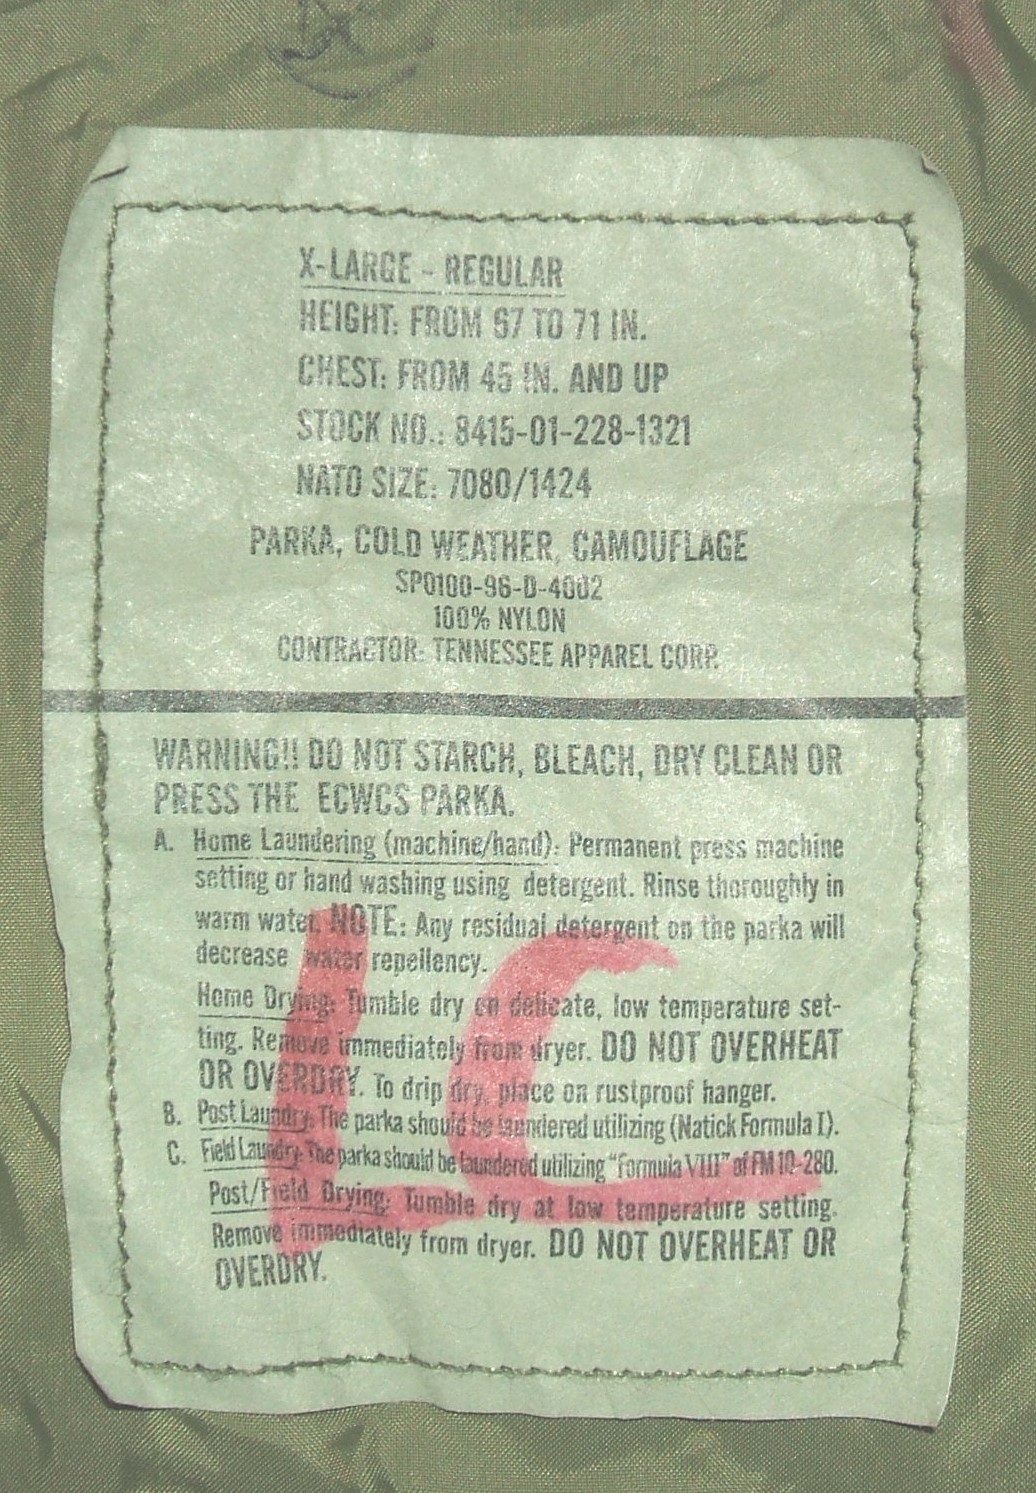 X-LARGE - REGULAR
HEIGHT: FROM 67 TO 71 IN.
CHEST: FROM 45 IN. AND UP
STOCK NO.: 8415-01-228-1321
NATO SIZE: 7080/1424
PARKA, COLD WEATHER, CAMOUFLAGE
SP0100-96-D-4002
100% NYLON
CONTRACTOR: TENNESSEE APPAREL CORP.
WARNING!! DO NOT STARCH, BLEACH, DRY CLEAN OR
PRESS THE ECWCS PARKA.
A. Home Laundering (machine/hand): Permanent press machine
setting or hand washing using detergent. Rinse thoroughly in
warm water. NOTE: Any residual detergent on the parka will
decrease water repellency.
Home Drying: Tumble dry on delicate, low temperature set-
ting. Remove immediately from dryer. DO NOT OVERHEAT
OR OVERDRY. To drip dry, place on rustproof hanger.
B. Post Laundry: The parka should be laundered utilizing (Natick Formula I).
C. Field Laundry: The parka should be laundered utilizing "Formula VIII" of FM 10-280.
Post/Field Drying: Tumble dry at low temperature setting.
Remove immediately from dryer. DO NOT OVERHEAT OR
OVERDRY.